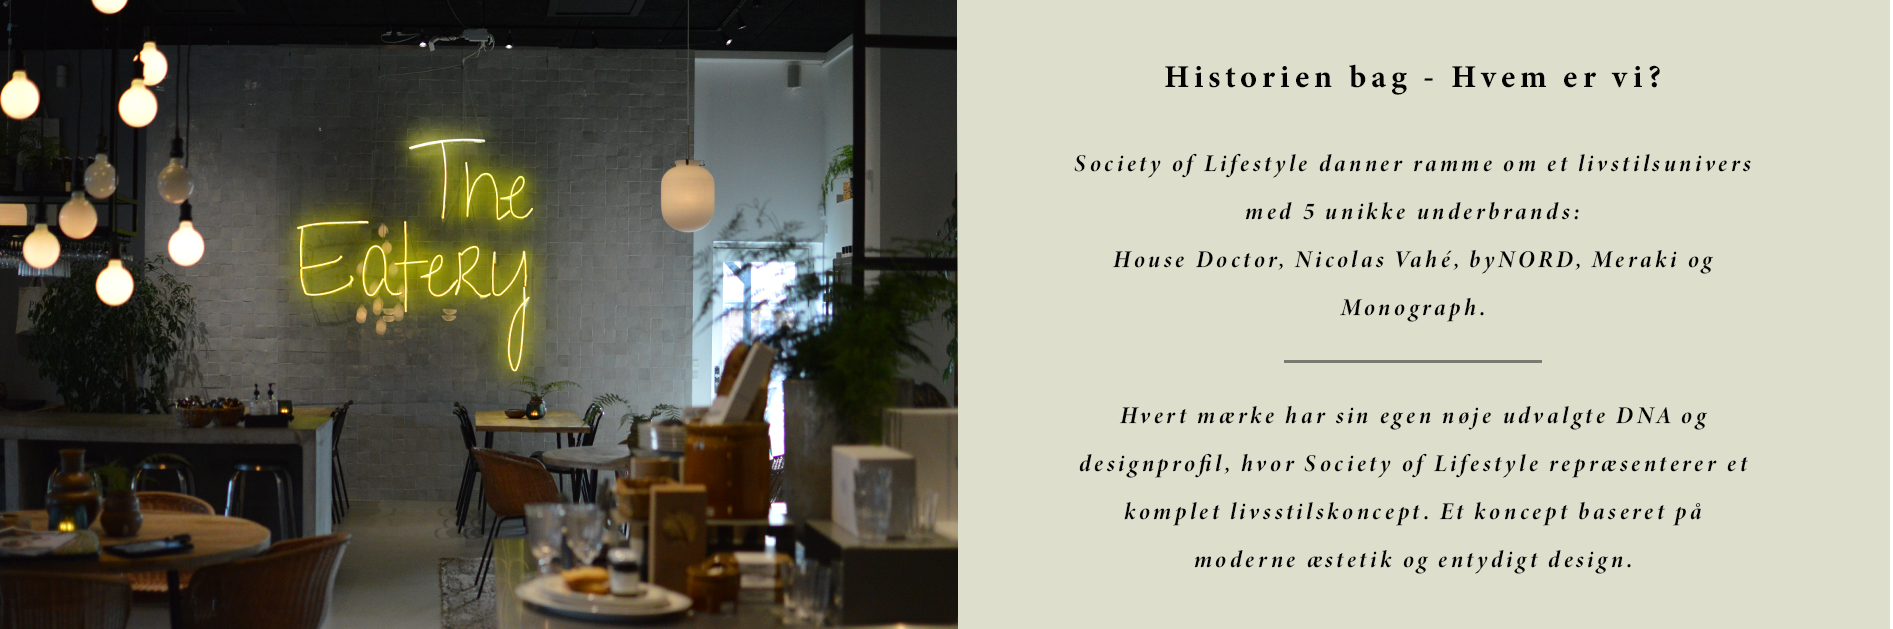 The
Eatery
Historien bag - Hvem er vi?
Society of Lifestyle danner ramme om et livstilsunivers
med 5 unikke underbrands:
House Doctor, Nicolas Vahé, byNORD, Meraki og
Monograph.
Hvert mærke har sin egen nøje udvalgte DNA og
designprofil, hvor Society of Lifestyle repræsenterer et
komplet livsstilskoncept. Et koncept baseret på
moderne æstetik og entydigt design.